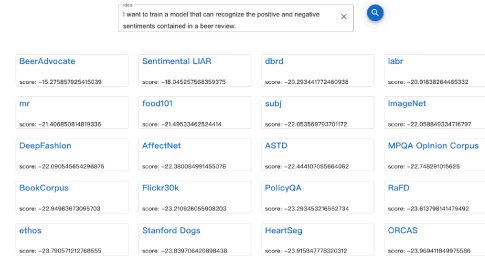 Idea
I want to train a model that can recognize the positive and negative
sentiments contained in a beer review.
BeerAdvocate
score: -15.275857925415039
Sentimental LIAR
score: -18.045257568359375
dbrd
score: -20.293441772460938
labr
score: -20.91838264465332
mr
score: -21.406850814819336
food101
score: -21.49533462524414
subj
score: -22.053569793701172
ImageNet
score: -22.058849334716797
DeepFashion
score: -22.090545654296875
AffectNet
score: -22.380084991455078
ASTD
score: -22.444107055664062
MPQA Opinion Corpus
score: -22.748291015625
BookCorpus
score: -22.94983673095703
Flickr30k
score: -23.210926055908203
PolicyQA
score: -23.293453216552734
RaFD
score: -23.613798141479492
ethos
score: -23.790571212768555
Stanford Dogs
score: -23.839706420898438
HeartSeg
score: -23.915847778320312
ORCAS
score: -23.959411849975586